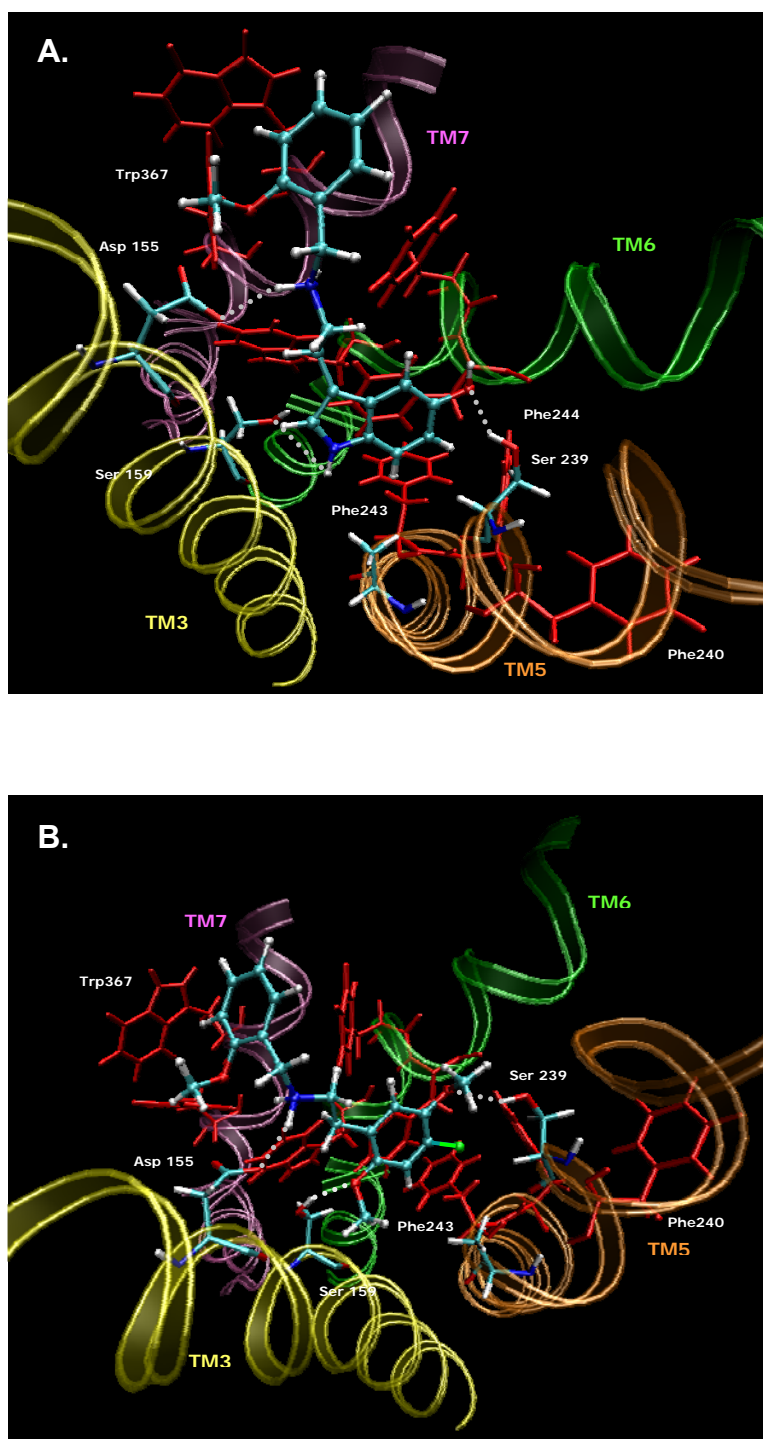 A.
TM7
Trp367
Asp 155
TM6
Phe244
Ser 239
Ser 159
Phe243
TM3
Phe240
TM5
B.
TM6
TM7
Trp367
Ser 239
Asp 155
Phe243
Phe240
TM5
Ser 159
TM3